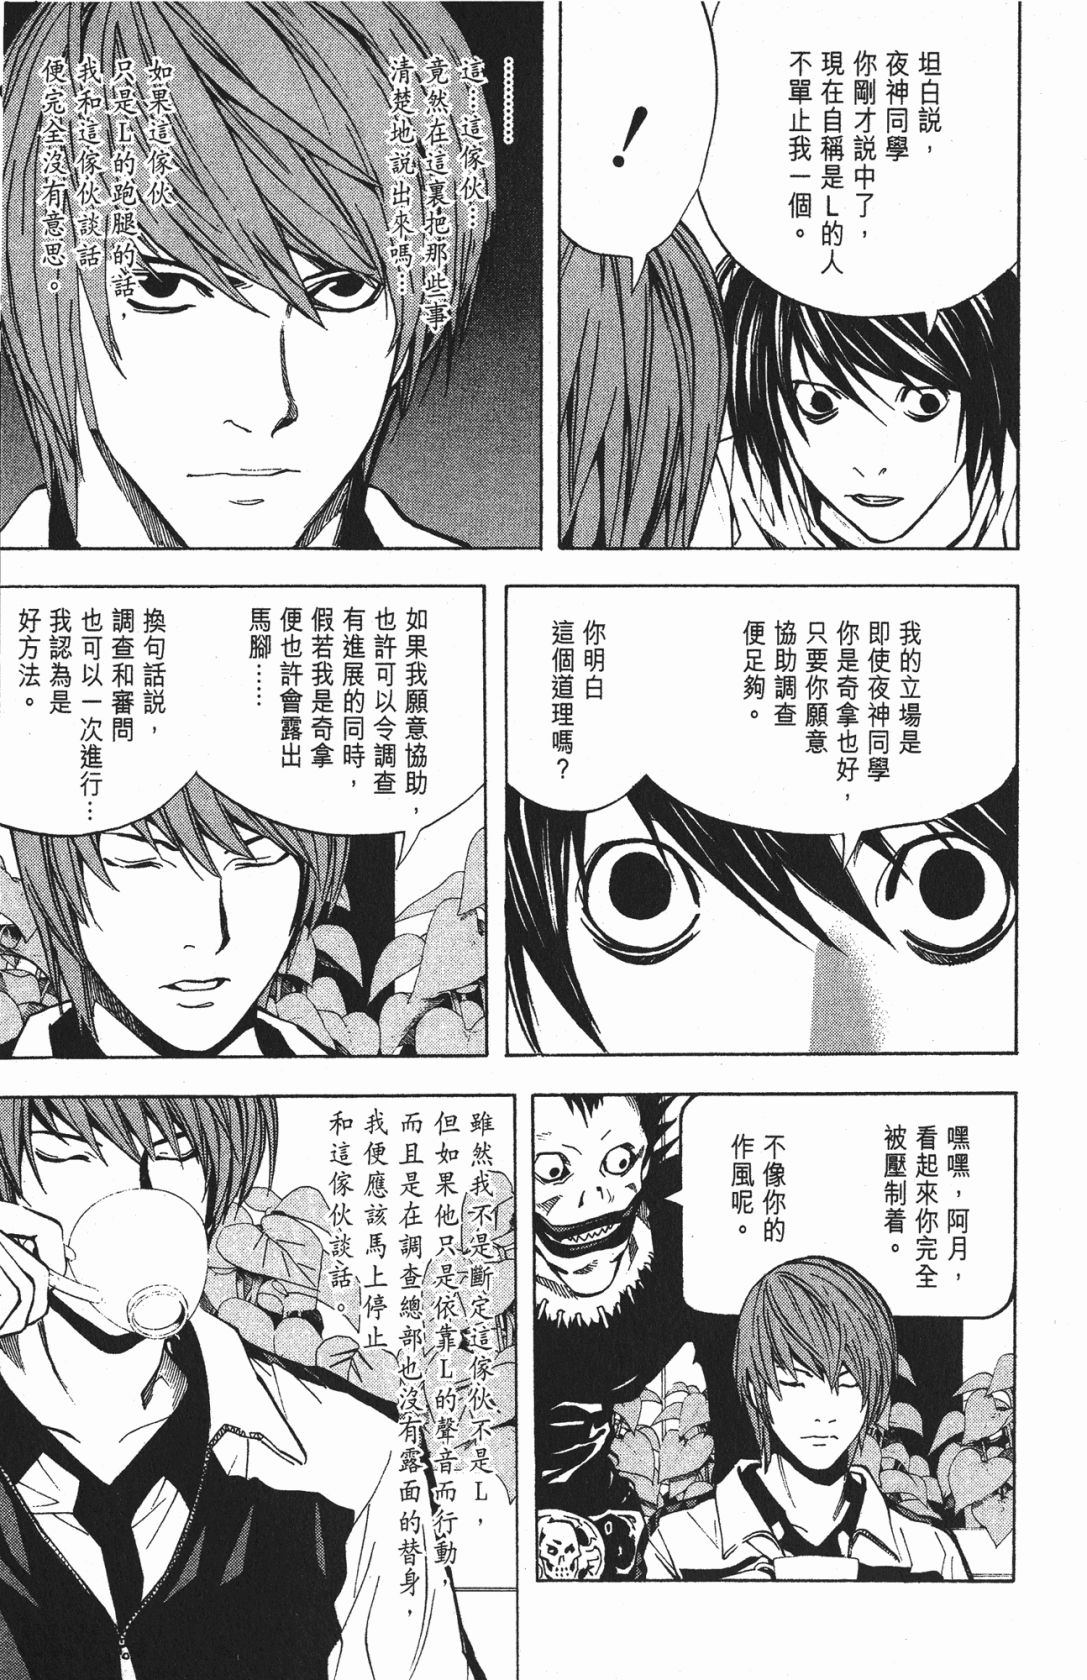 坦白説，
夜神同學
你剛才説中了，
現在自稱是L的人
不單止我一個。
！
…………
這…這傢伙…
竟然在這裏把那些事
清楚地説出來嗎…
如果這傢伙
只是L的跑腿的話，
我和這傢伙談話
便完全沒有意思。
我的立場是
即使夜神同學
你是奇拿也好，
只要你願意
協助調查
便足夠。
你明白
這個道理嗎？
如果我願意協助，
也許可以令調查
有進展的同時，
假若我是奇拿
便也許會露出
馬腳……
換句話説，
調查和審問
也可以一次進行…
我認為是
好方法。
嘿嘿，阿月，
看起來你完全
被壓制着。
不像你的
作風呢。
雖然我不是斷定這傢伙不是L，
但如果他只是依靠L的聲音而行動，
而且是在調查總部也沒有露面的替身，
我便應該馬上停止
和這傢伙談話。